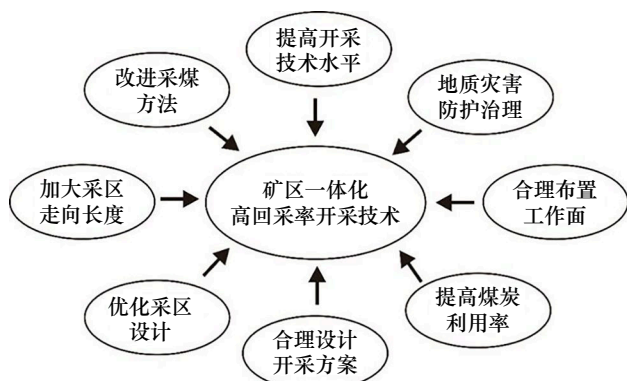 提高开采
技术水平
改进采煤
方法
地质灾害
防护治理
加大采区
走向长度
矿区一体化
高回采率开采技术
合理布置
工作面
优化采区
设计
提高煤炭
利用率
合理设计
开采方案